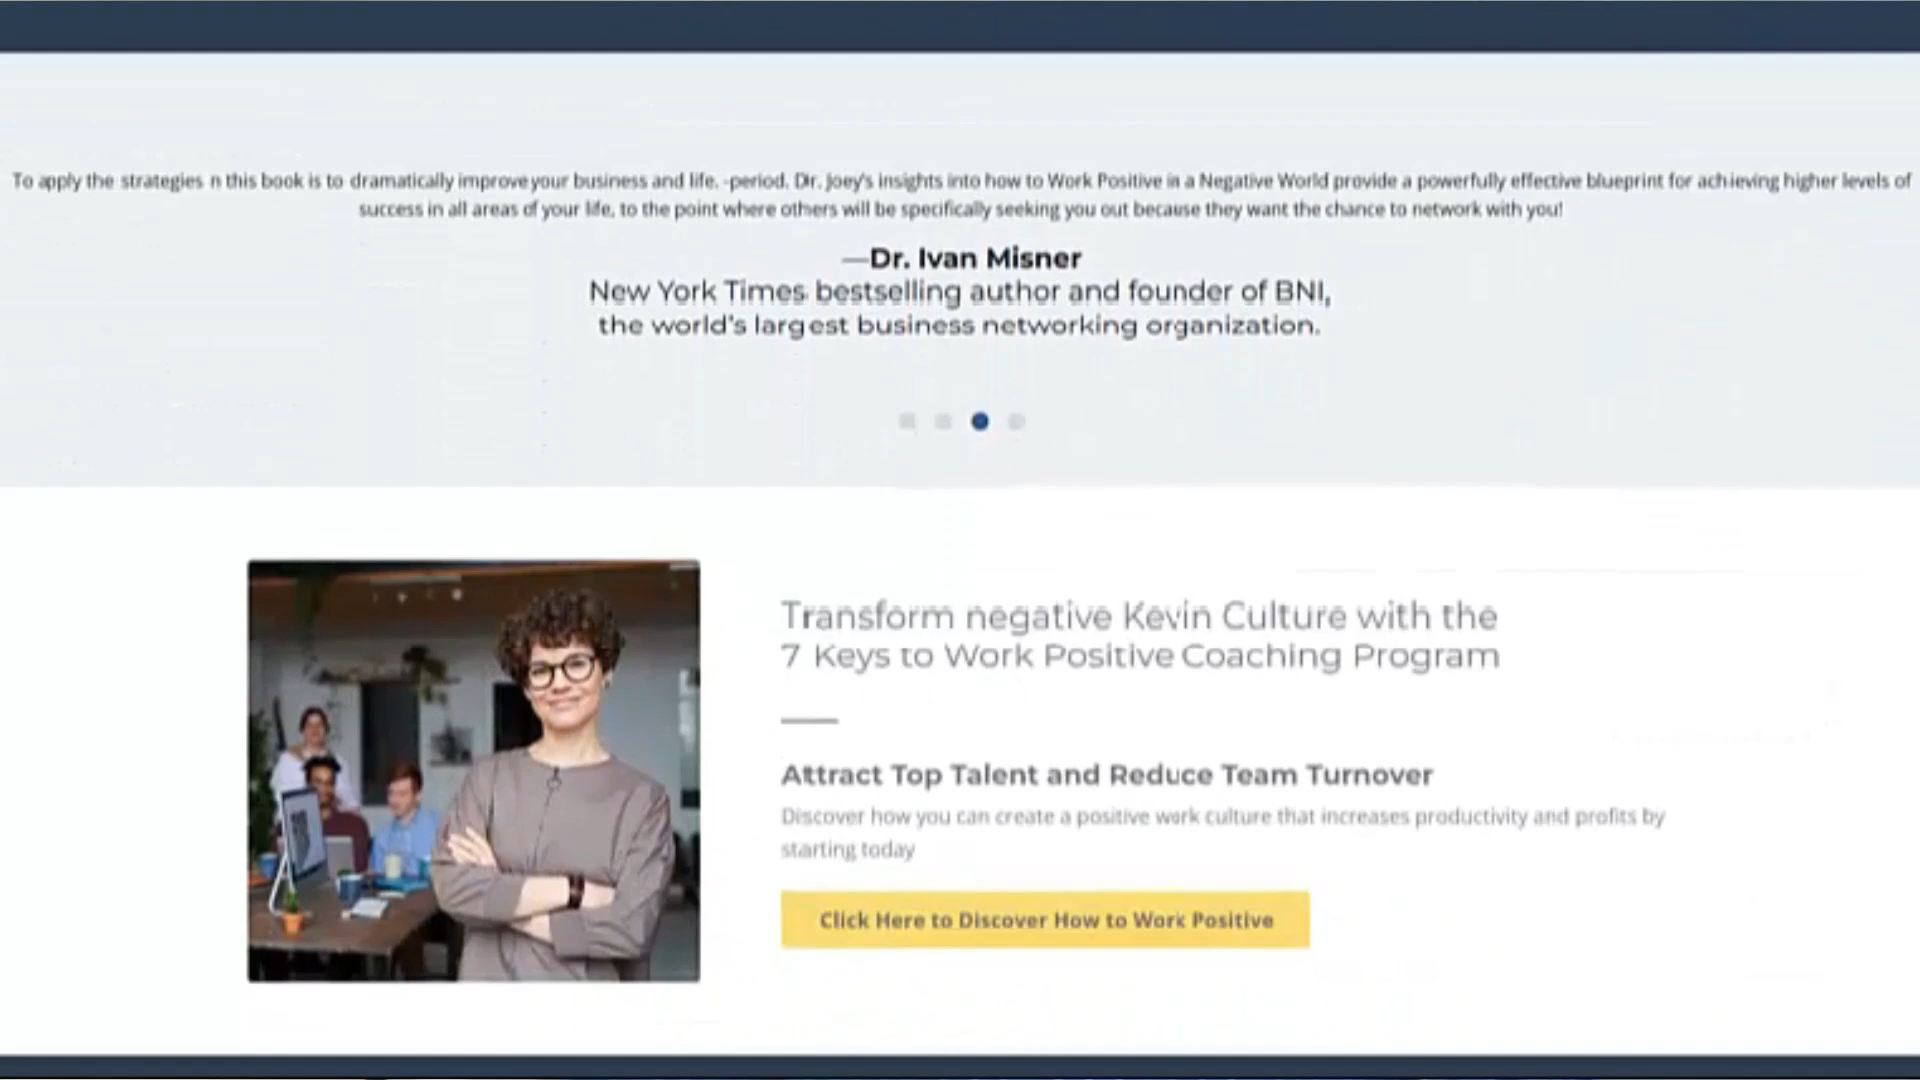 To apply the strategies n this book is to dramatically improve your business and life. -period. Dr. Joey's insights into how to Work Positive in a Negative World provide a powerfully effective blueprint for achieving higher levels of
success in all areas of your life, to the point where others will be specifically seeking you out because they want the chance to network with you!
—Dr. Ivan Misner
New York Times bestselling author and founder of BNI,
the world's largest business networking organization.
Transform negative Kevin Culture with the
7 Keys to Work Positive Coaching Program
Attract Top Talent and Reduce Team Turnover
Discover how you can create a positive work culture that increases productivity and profits by
starting today
Click Here to Discover How to Work Positive